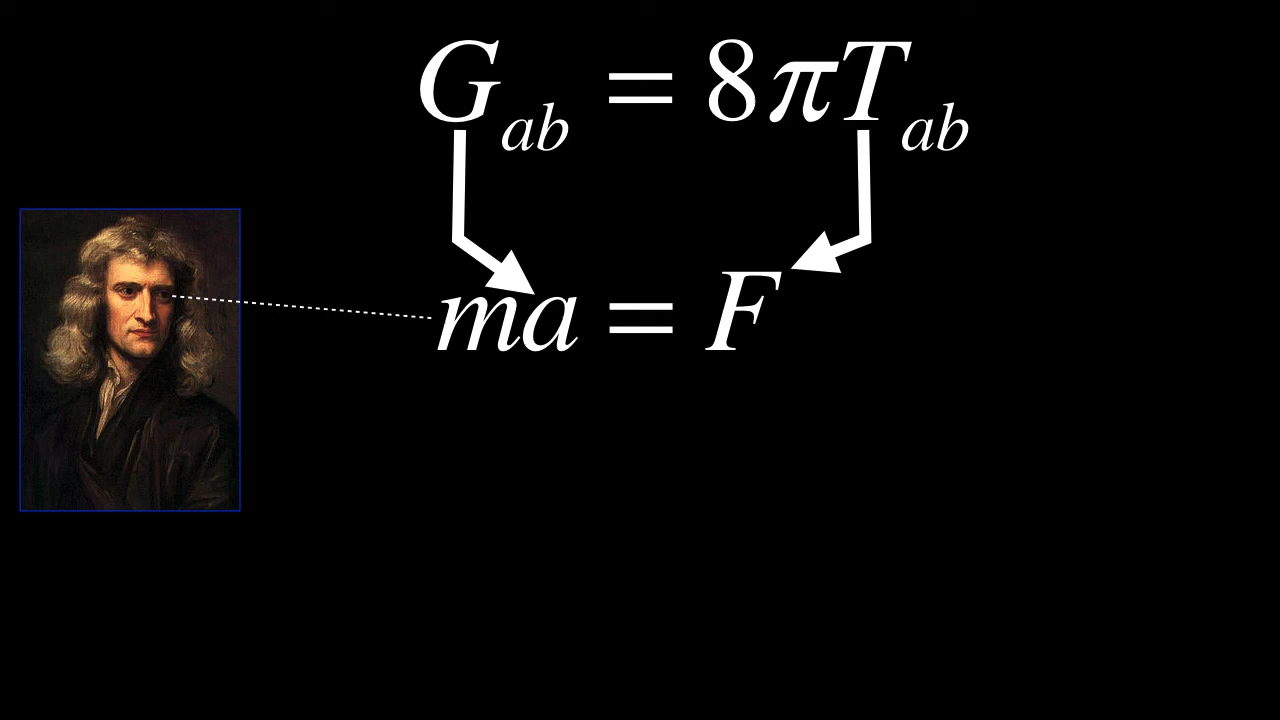 G_ab = 8πT_ab
ma = F